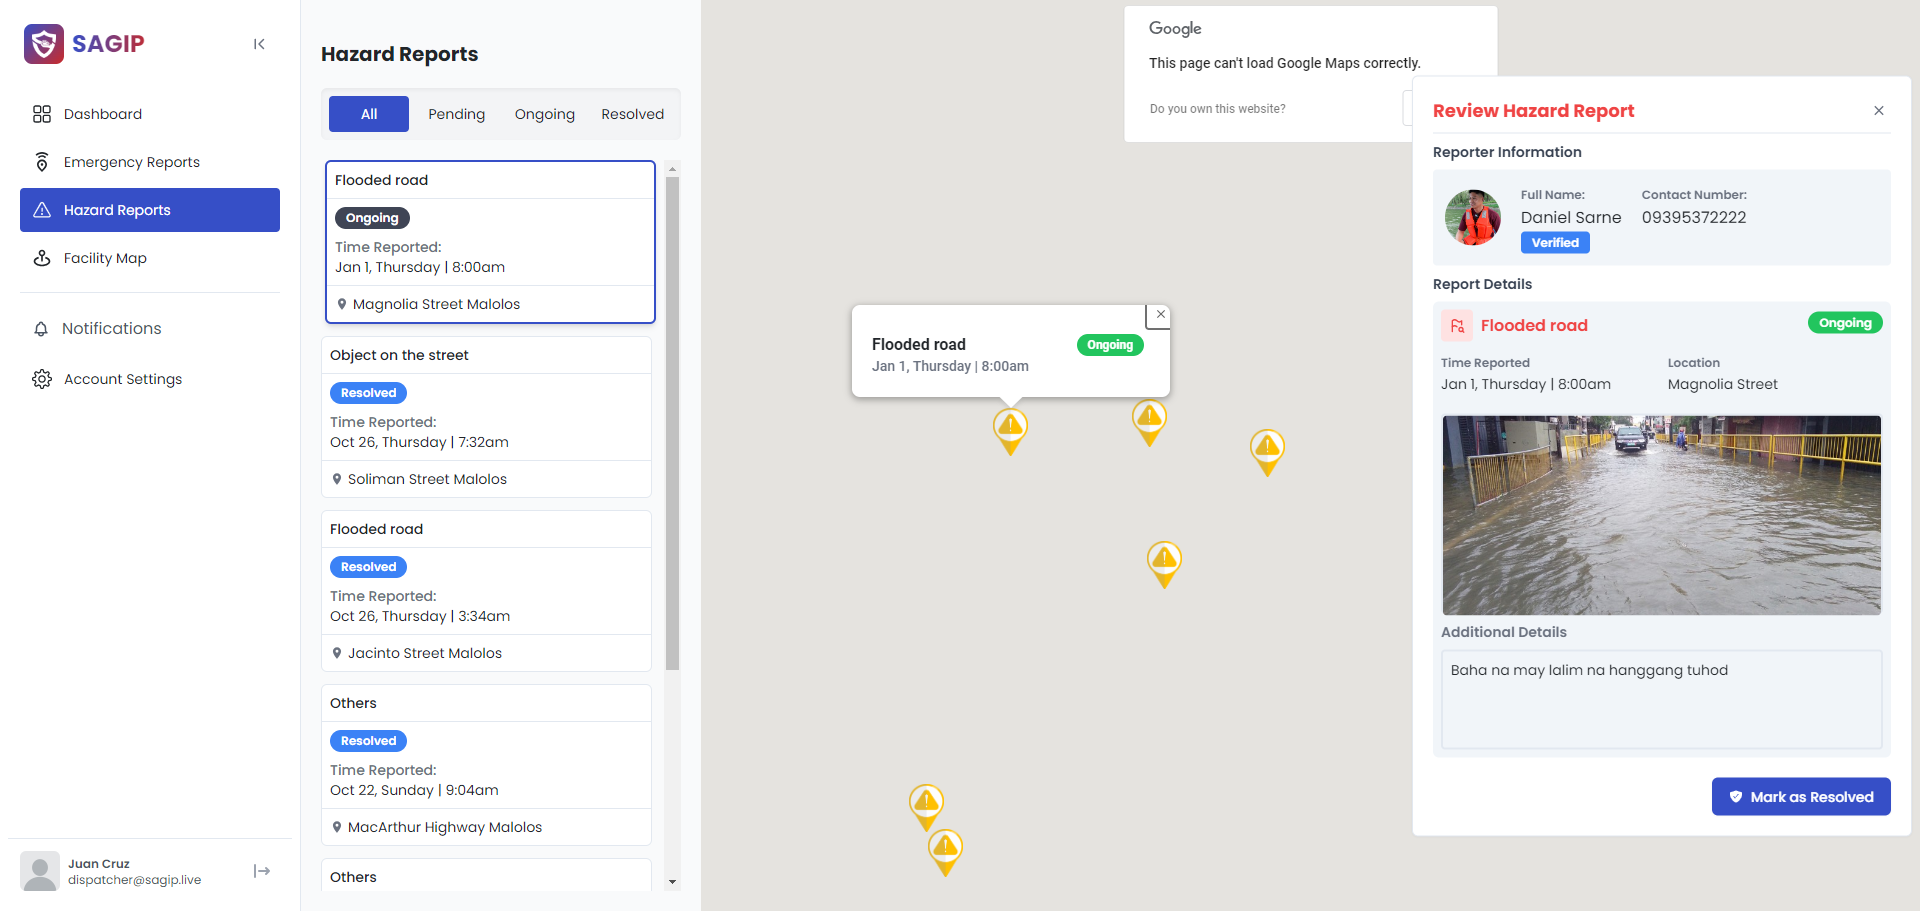 SAGIP
Dashboard
Emergency Reports
Hazard Reports
Facility Map
Notifications
Account Settings
Juan Cruz
dispatcher@sagip.live
Hazard Reports
All
Pending
Ongoing
Resolved
Flooded road
Ongoing
Time Reported:
Jan 1, Thursday | 8:00am
Magnolia Street Malolos
Object on the street
Resolved
Time Reported:
Oct 26, Thursday | 7:32am
Soliman Street Malolos
Flooded road
Resolved
Time Reported:
Oct 26, Thursday | 3:34am
Jacinto Street Malolos
Others
Resolved
Time Reported:
Oct 22, Sunday | 9:04am
MacArthur Highway Malolos
Others
Flooded road
Ongoing
Jan 1, Thursday | 8:00am
Google
This page can't load Google Maps correctly.
Do you own this website?
Review Hazard Report
Reporter Information
Full Name:
Contact Number:
Daniel Sarne
09395372222
Verified
Report Details
Flooded road
Ongoing
Time Reported
Location
Jan 1, Thursday | 8:00am
Magnolia Street
Additional Details
Baha na may lalim na hanggang tuhod
Mark as Resolved